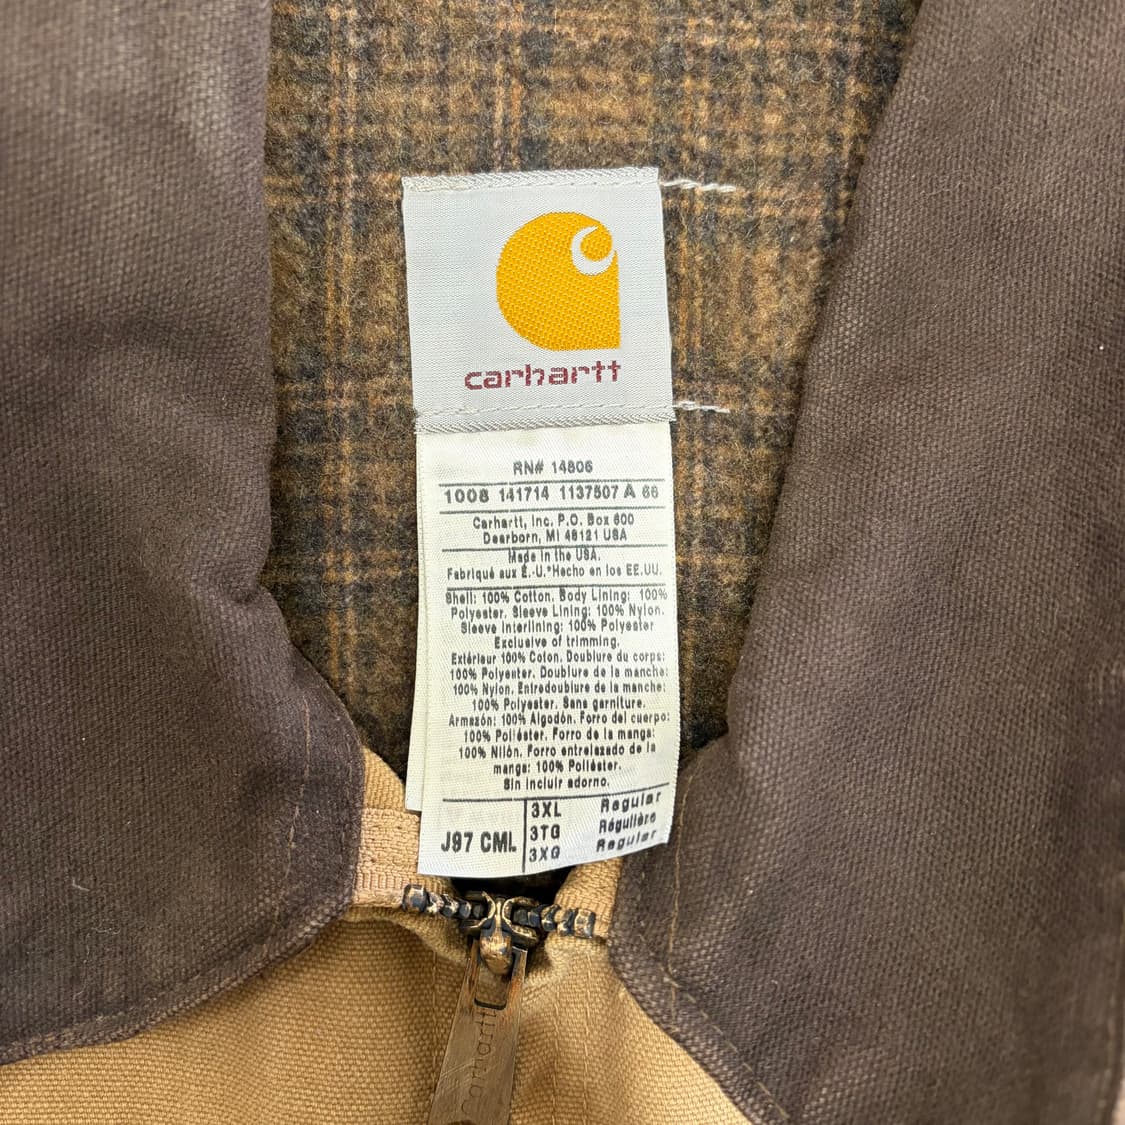 carhartt
RN# 14806
1008 141714 1137507 A 66
Carhartt, Inc. P.O. Box 600
Dearborn, MI 48121 USA
Made in the USA.
Fabriqué aux É.-U.*Hecho en los EE.UU.
Shell: 100% Cotton. Body Lining: 100%
Polyester. Sleeve Lining: 100% Nylon.
Sleeve Interlining: 100% Polyester
Exclusive of trimming.
Extérieur 100% Coton. Doublure du corps:
100% Polyester. Doublure de la manche:
100% Nylon. Entredoublure de la manche:
100% Polyester. Sans garniture.
Armazón: 100% Algodón. Forro del cuerpo:
100% Poliéster. Forro de la manga:
100% Nilón. Forro entrelazado de la
manga: 100% Poliéster.
Sin incluir adorno.
J97 CML
3XL Regular
3TG Régulière
3XG Regular
Carhartt